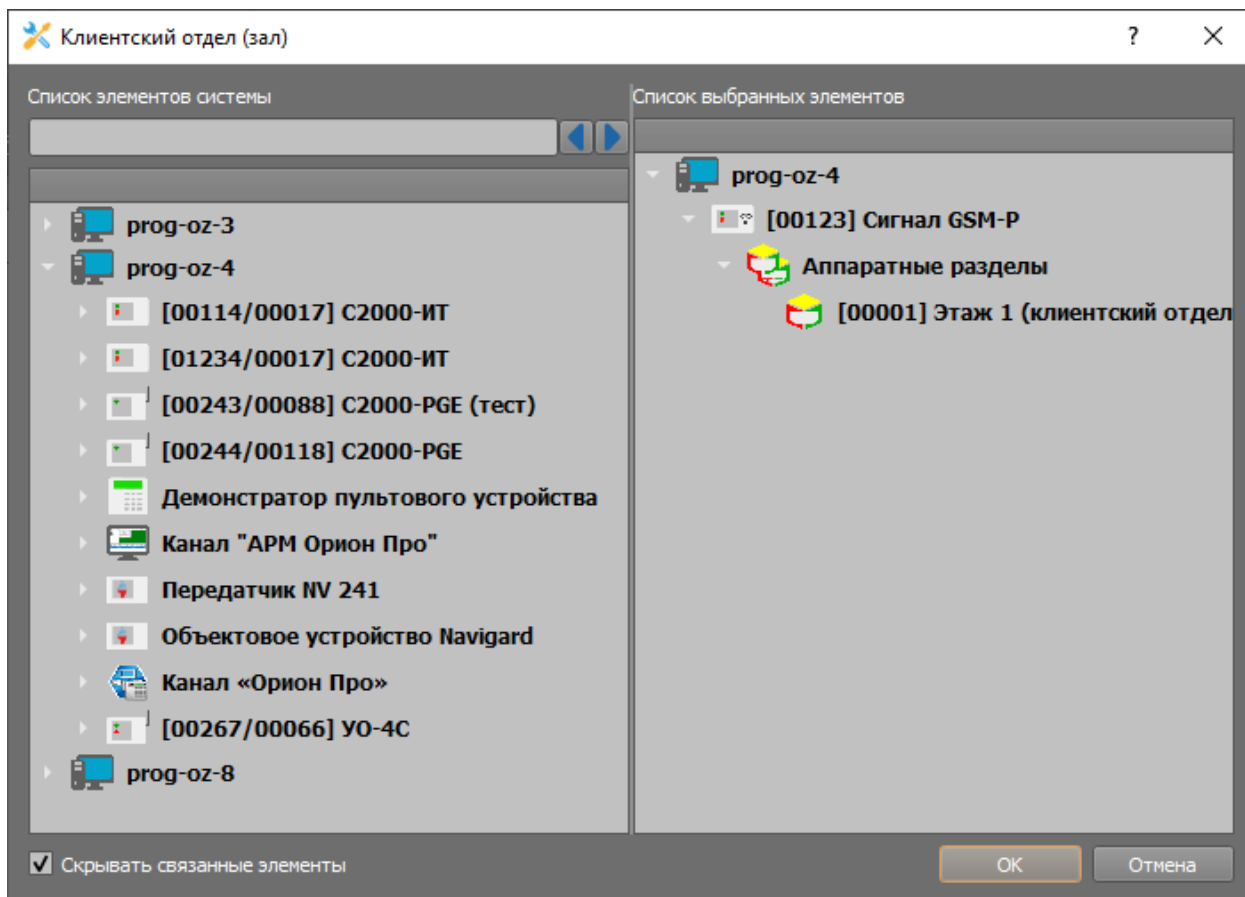 Клиентский отдел (зал)
?
Список элементов системы
Список выбранных элементов
prog-oz-3
prog-oz-4
[00114/00017] С2000-ИТ
[01234/00017] С2000-ИТ
[00243/00088] С2000-PGE (тест)
[00244/00118] С2000-PGE
Демонстратор пультового устройства
Канал "АРМ Орион Про"
Передатчик NV 241
Объектовое устройство Navigard
Канал «Орион Про»
[00267/00066] УО-4С
prog-oz-8
prog-oz-4
[00123] Сигнал GSM-P
Аппаратные разделы
[00001] Этаж 1 (клиентский отдел
Скрывать связанные элементы
ОК
Отмена